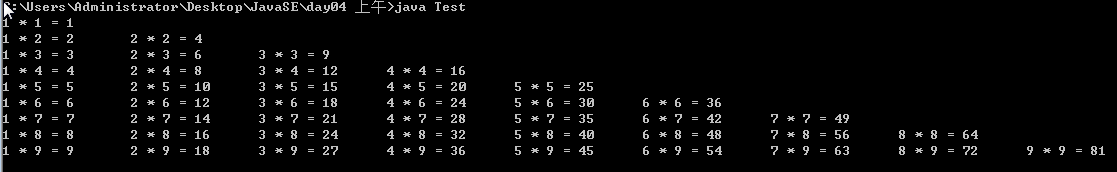 C:\Users\Administrator\Desktop\JavaSE\day04 上午>java Test
1 * 1 = 1
1 * 2 = 2 2 * 2 = 4
1 * 3 = 3 2 * 3 = 6 3 * 3 = 9
1 * 4 = 4 2 * 4 = 8 3 * 4 = 12 4 * 4 = 16
1 * 5 = 5 2 * 5 = 10 3 * 5 = 15 4 * 5 = 20 5 * 5 = 25
1 * 6 = 6 2 * 6 = 12 3 * 6 = 18 4 * 6 = 24 5 * 6 = 30 6 * 6 = 36
1 * 7 = 7 2 * 7 = 14 3 * 7 = 21 4 * 7 = 28 5 * 7 = 35 6 * 7 = 42 7 * 7 = 49
1 * 8 = 8 2 * 8 = 16 3 * 8 = 24 4 * 8 = 32 5 * 8 = 40 6 * 8 = 48 7 * 8 = 56 8 * 8 = 64
1 * 9 = 9 2 * 9 = 18 3 * 9 = 27 4 * 9 = 36 5 * 9 = 45 6 * 9 = 54 7 * 9 = 63 8 * 9 = 72 9 * 9 = 81